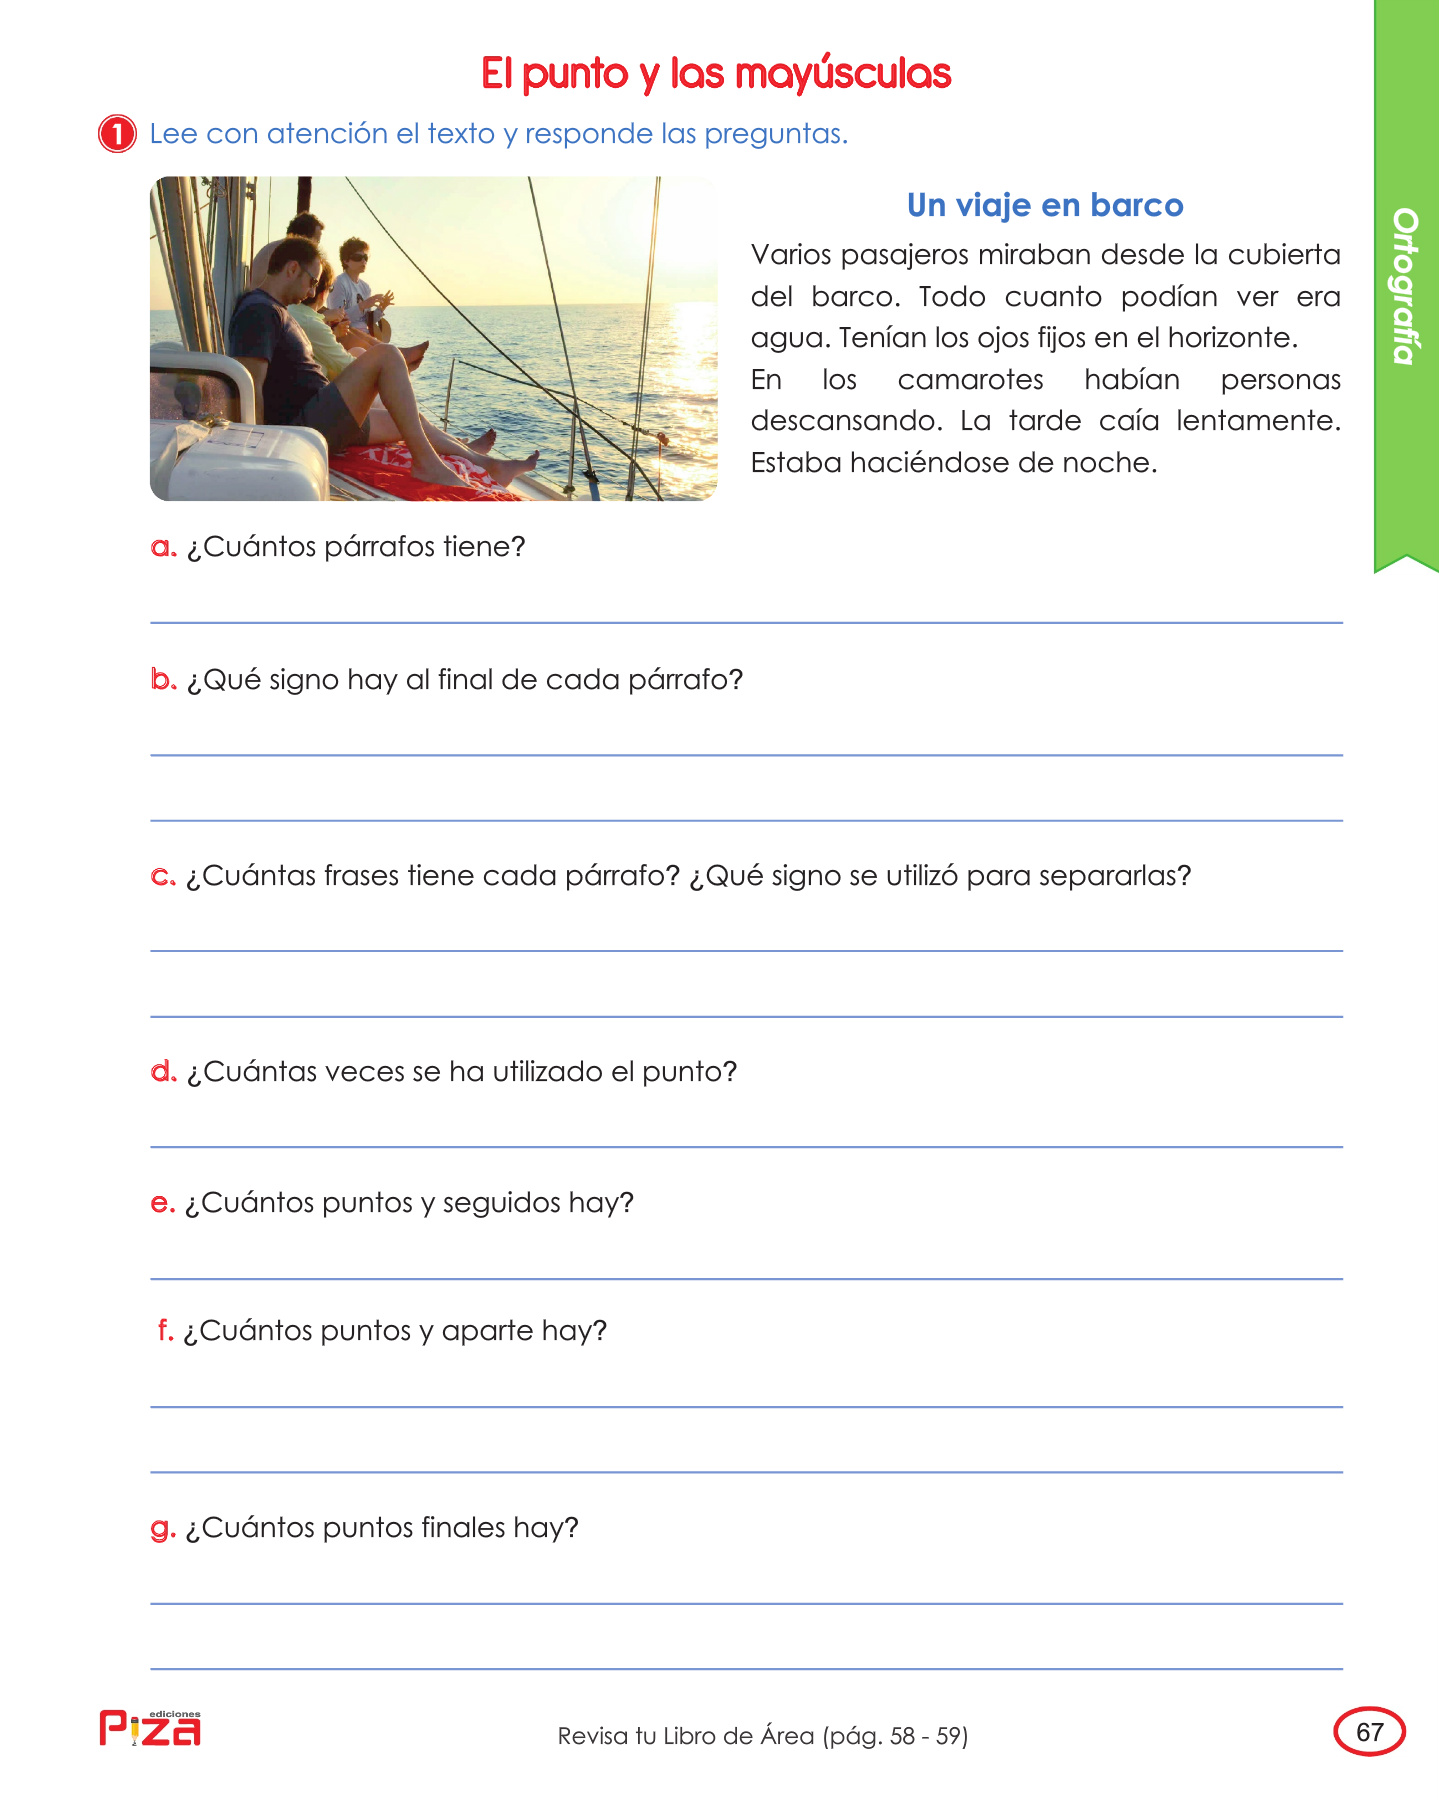 El punto y las mayúsculas
1 Lee con atención el texto y responde las preguntas.
Un viaje en barco
Varios pasajeros miraban desde la cubierta
del barco. Todo cuanto podían ver era
agua. Tenían los ojos fijos en el horizonte.
En los camarotes habían personas
descansando. La tarde caía lentamente.
Estaba haciéndose de noche.
a. ¿Cuántos párrafos tiene?
b. ¿Qué signo hay al final de cada párrafo?
c. ¿Cuántas frases tiene cada párrafo? ¿Qué signo se utilizó para separarlas?
d. ¿Cuántas veces se ha utilizado el punto?
e. ¿Cuántos puntos y seguidos hay?
f. ¿Cuántos puntos y aparte hay?
g. ¿Cuántos puntos finales hay?
Ortografía
ediciones
Piza
Revisa tu Libro de Área (pág. 58 - 59)
67